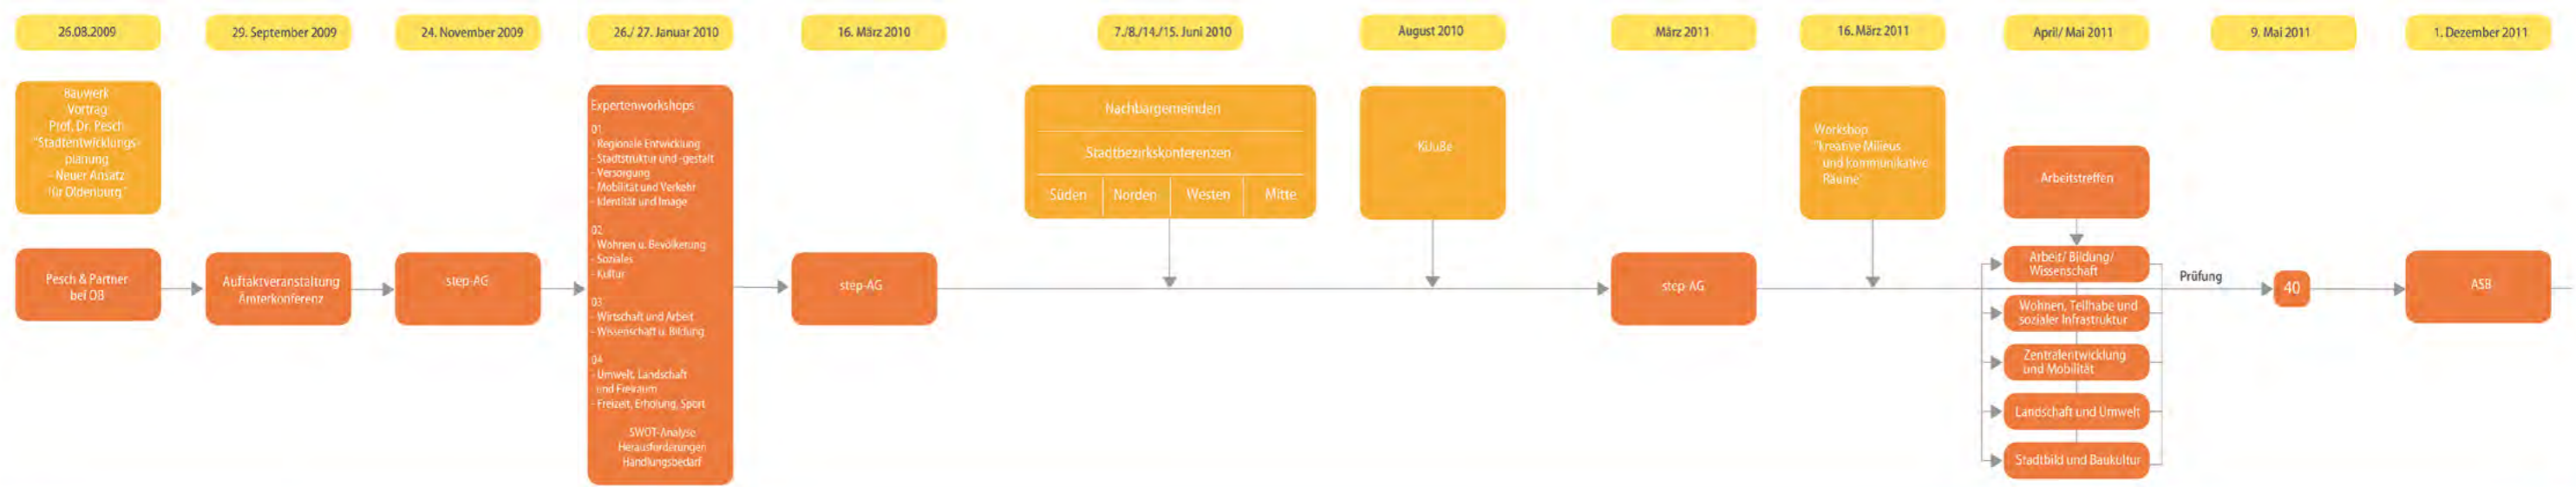 26.08.2009
29. September 2009
24. November 2009
26./ 27. Januar 2010
16. März 2010
7./8./14./15. Juni 2010
August 2010
März 2011
16. März 2011
April/ Mai 2011
9. Mai 2011
1. Dezember 2011
Bauwerk
Vortrag
Prof. Dr. Pesch
"Stadtentwicklungs-
planung
- Neuer Ansatz
für Oldenburg"
Pesch & Partner
bei OB
Auftaktveranstaltung
Ämterkonferenz
step-AG
Expertenworkshops
01
- Regionale Entwicklung
- Stadtstruktur und -gestalt
- Versorgung
- Mobilität und Verkehr
- Identität und Image
02
- Wohnen u. Bevölkerung
- Soziales
- Kultur
03
- Wirtschaft und Arbeit
- Wissenschaft u. Bildung
04
- Umwelt, Landschaft
und Freiraum
- Freizeit, Erholung, Sport
SWOT-Analyse
Herausforderungen
Handlungsbedarf
step-AG
Nachbargemeinden
Stadtbezirkskonferenzen
Süden
Norden
Westen
Mitte
KüuBe
step-AG
Workshop
"kreative Milieus
und kommunikative
Räume"
Arbeitstreffen
Arbeit/ Bildung/
Wissenschaft
Wohnen, Teilhabe und
sozialer Infrastruktur
Zentralentwicklung
und Mobilität
Landschaft und Umwelt
Stadtbild und Baukultur
Prüfung
40
ASB